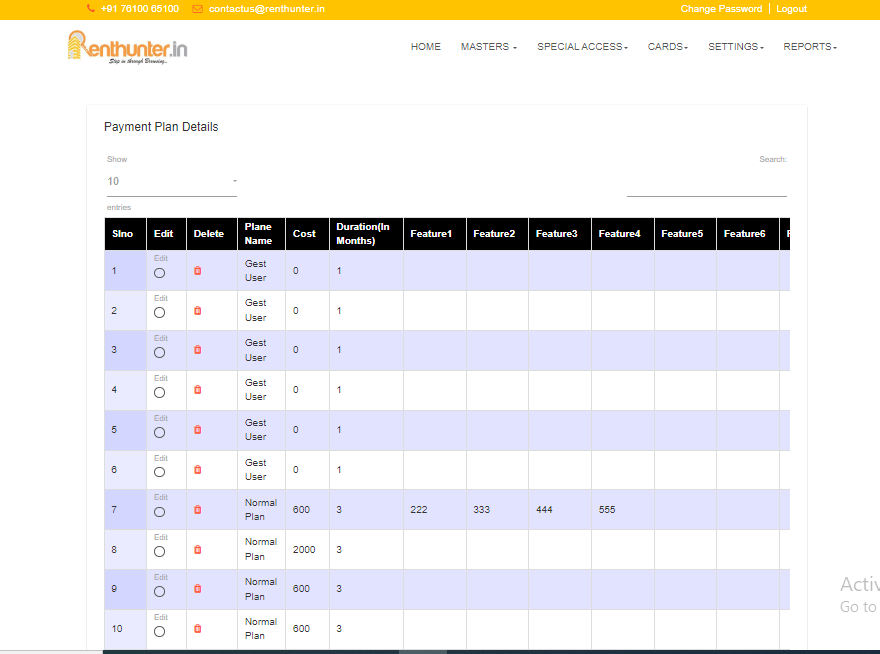 +91 76100 65100 contactus@renthunter.in Change Password Logout
Renthunter.in
Step in through Browsing..
HOME MASTERS SPECIAL ACCESS CARDS SETTINGS REPORTS
Payment Plan Details
Show Search:
10
entries
Slno Edit Delete Plane Name Cost Duration(In Months) Feature1 Feature2 Feature3 Feature4 Feature5 Feature6
1 Edit Gest User 0 1
2 Edit Gest User 0 1
3 Edit Gest User 0 1
4 Edit Gest User 0 1
5 Edit Gest User 0 1
6 Edit Gest User 0 1
7 Edit Normal Plan 600 3 222 333 444 555
8 Edit Normal Plan 2000 3
9 Edit Normal Plan 600 3
10 Edit Normal Plan 600 3
Activ
Go to